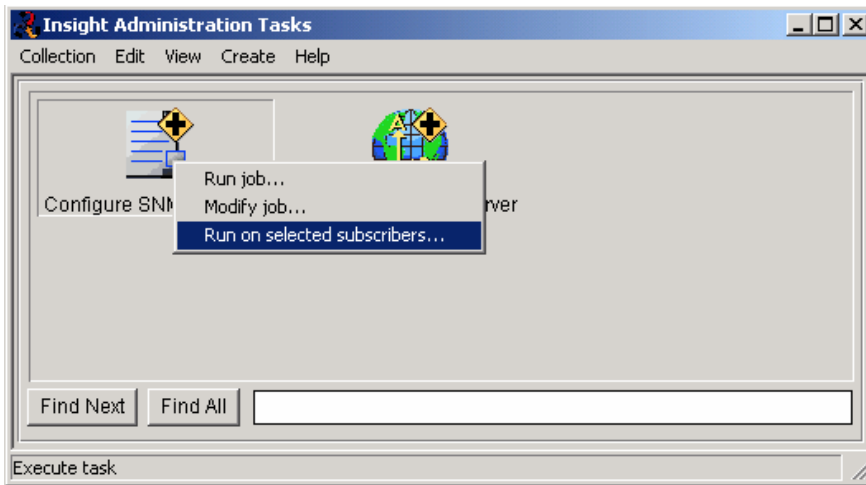 Insight Administration Tasks
Collection Edit View Create Help
A
Run job...
Configure SNM
Modify job...
rver
Run on selected subscribers...
Find Next Find All
Execute task